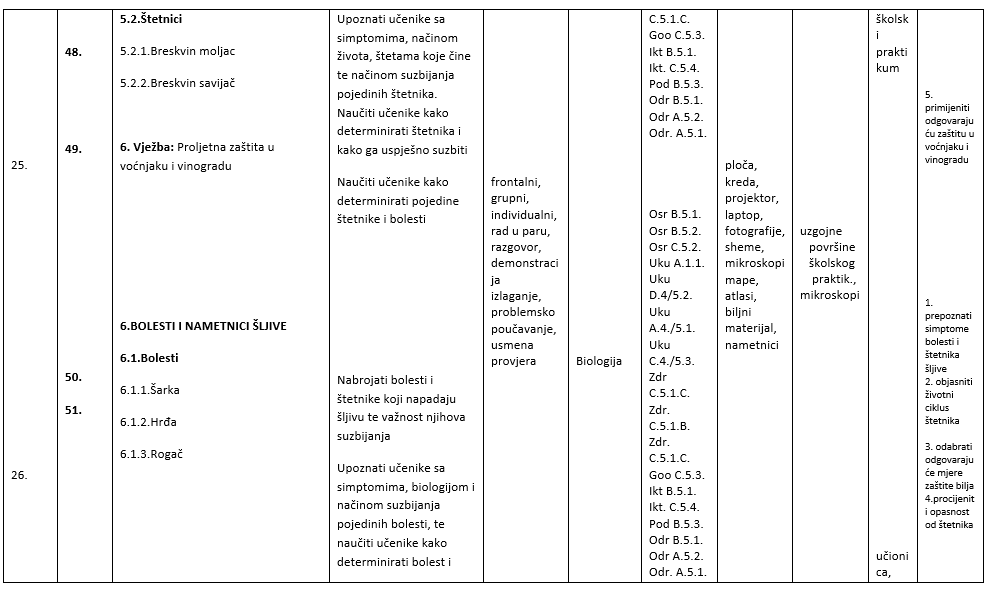 25.
26.
48.
49.
50.
51.
5.2.Štetnici
5.2.1.Breskvin moljac
5.2.2.Breskvin savijač
6. Vježba: Proljetna zaštita u
voćnjaku i vinogradu
6.BOLESTI I NAMETNICI ŠLJIVE
6.1.Bolesti
6.1.1.Šarka
6.1.2.Hrđa
6.1.3.Rogač
Upoznati učenike sa
simptomima, načinom
života, štetama koje čine
te načinom suzbijanja
pojedinih štetnika.
Naučiti učenike kako
determinirati štetnika i
kako ga uspješno suzbiti
Naučiti učenike kako
determinirati pojedine
štetnike i bolesti
Nabrojati bolesti i
štetnike koji napadaju
šljivu te važnost njihova
suzbijanja
Upoznati učenike sa
simptomima, biologijom i
načinom suzbijanja
pojedinih bolesti, te
naučiti učenike kako
determinirati bolest i
frontalni,
grupni,
individualni,
rad u paru,
razgovor,
demonstraci
ja
izlaganje,
problemsko
poučavanje,
usmena
provjera
Biologija
C.5.1.C.
Goo C.5.3.
Ikt B.5.1.
Ikt. C.5.4.
Pod B.5.3.
Odr B.5.1.
Odr A.5.2.
Odr. A.5.1.
Osr B.5.1.
Osr B.5.2.
Osr C.5.2.
Uku A.1.1.
Uku
D.4/5.2.
Uku
A.4./5.1.
Uku
C.4./5.3.
Zdr
C.5.1.C.
Zdr.
C.5.1.B.
Zdr.
C.5.1.C.
Goo C.5.3.
Ikt B.5.1.
Ikt. C.5.4.
Pod B.5.3.
Odr B.5.1.
Odr A.5.2.
Odr. A.5.1.
ploča,
kreda,
projektor,
laptop,
fotografije,
sheme,
mikroskopi
mape,
atlasi,
biljni
materijal,
nametnici
uzgojne
površine
školskog
praktik.,
mikroskopi
školsk
i
prakti
kum
učioni
ca,
5.
primijeniti
odgovaraju
ću zaštitu u
voćnjaku i
vinogradu
1.
prepoznati
simptome
bolesti i
štetnika
šljive
2. objasniti
životni
ciklus
štetnika
3. odabrati
odgovaraju
će mjere
zaštite bilja
4.procijenit
i opasnost
od štetnika